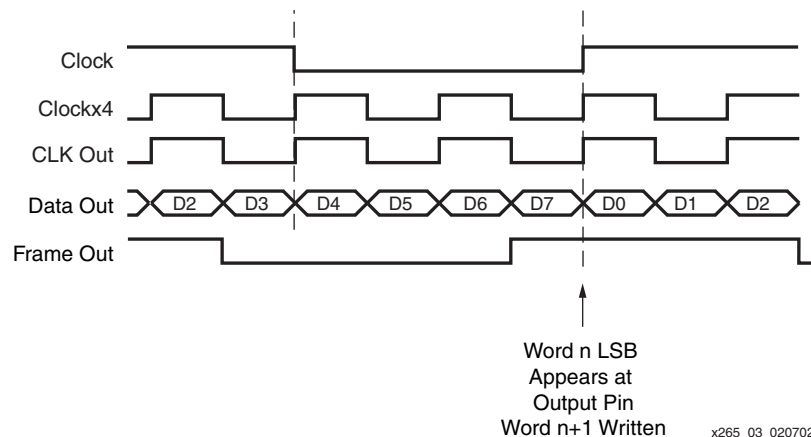 Clock
Clockx4
CLK Out
Data Out D2 D3 D4 D5 D6 D7 D0 D1 D2
Frame Out
Word n LSB
Appears at
Output Pin
Word n+1 Written
x265_03_020702